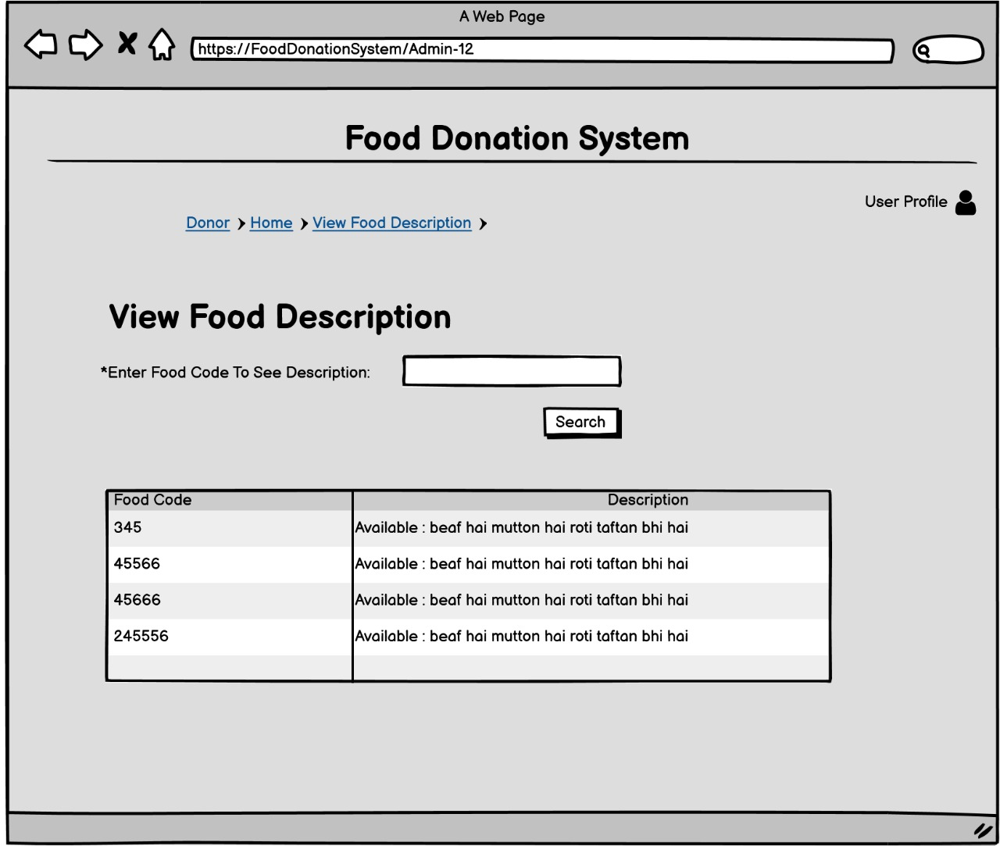 A Web Page
https://FoodDonationSystem/Admin-12
Food Donation System
User Profile
Donor Home View Food Description
View Food Description
*Enter Food Code To See Description:
Search
Food Code Description
345 Available : beaf hai mutton hai roti taftan bhi hai
45566 Available : beaf hai mutton hai roti taftan bhi hai
45666 Available : beaf hai mutton hai roti taftan bhi hai
245556 Available : beaf hai mutton hai roti taftan bhi hai